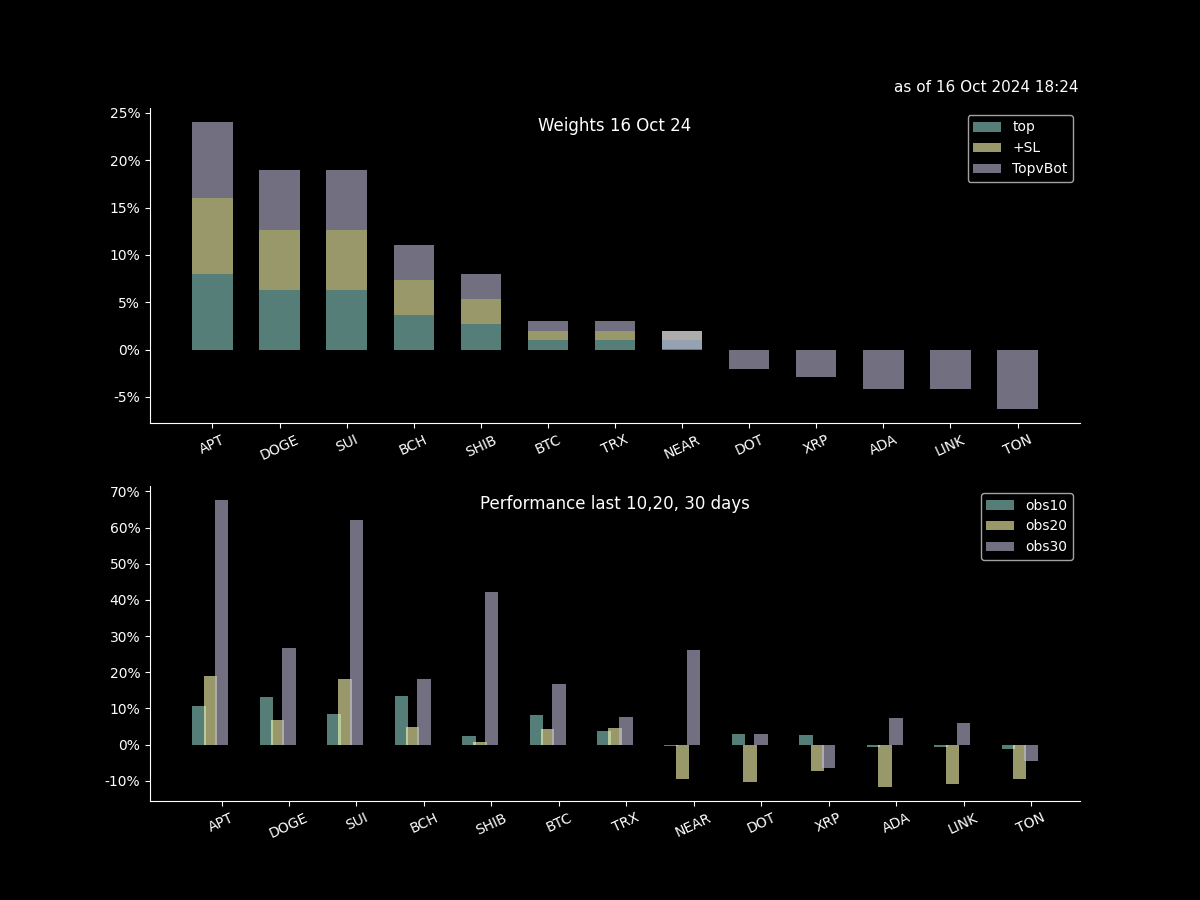 as of 16 Oct 2024 18:24
Weights 16 Oct 24
top
+SL
TopvBot
25%
20%
15%
10%
5%
0%
-5%
APT DOGE SUI BCH SHIB BTC TRX NEAR DOT XRP ADA LINK TON
Performance last 10,20, 30 days
obs10
obs20
obs30
70%
60%
50%
40%
30%
20%
10%
0%
-10%
APT DOGE SUI BCH SHIB BTC TRX NEAR DOT XRP ADA LINK TON